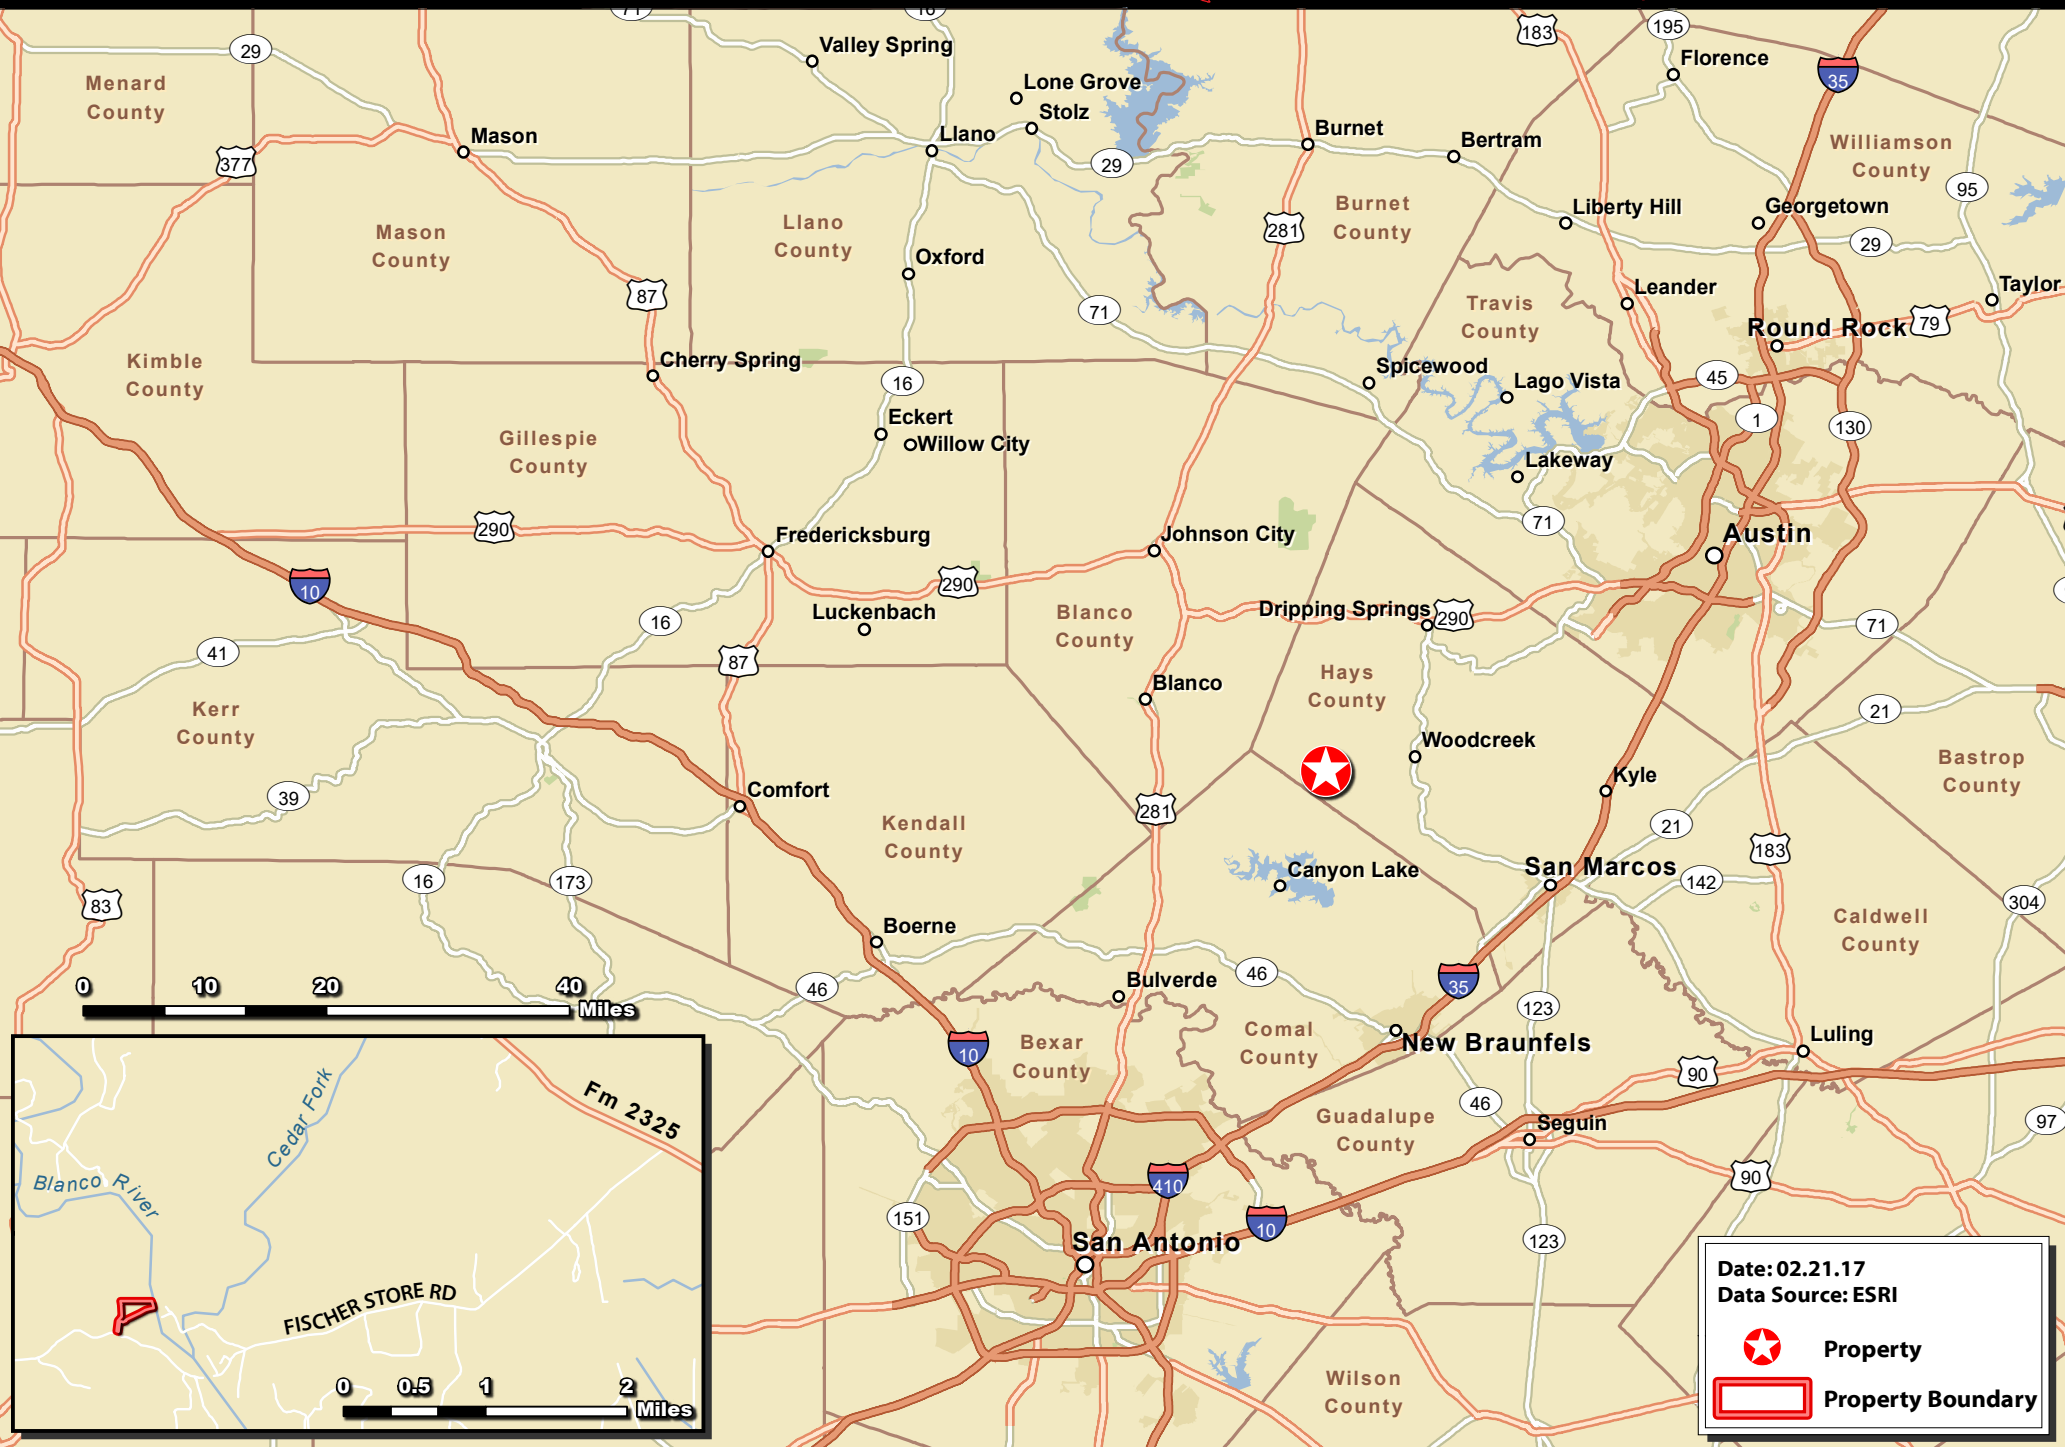 29
16
183
195
Valley Spring
Florence
35
Menard
County
Lone Grove
Stolz
Mason
Llano
377
29
Burnet
Bertram
Williamson
County
95
Mason
County
Llano
County
Burnet
County
281
Liberty Hill
Georgetown
29
Oxford
87
71
Travis
County
Leander
Taylor
Round Rock
79
Kimble
County
Cherry Spring
16
Spicewood
Lago Vista
45
1
130
Eckert
Willow City
Gillespie
County
Lakeway
290
Fredericksburg
Johnson City
71
Austin
10
290
Luckenbach
Blanco
County
Dripping Springs
290
16
41
87
71
Hays
County
Blanco
Kerr
County
21
Woodcreek
Bastrop
County
Kyle
39
Comfort
281
21
Kendall
County
183
Canyon Lake
San Marcos
142
16
173
83
304
Boerne
Caldwell
County
46
46
Bulverde
35
123
0 10 20 40
Miles
10
Bexar
County
Comal
County
New Braunfels
Luling
90
46
Guadalupe
County
Seguin
97
90
410
151
10
San Antonio
123
Wilson
County
Fm 2325
Cedar Fork
Blanco River
FISCHER STORE RD
0 0.5 1 2
Miles
Date: 02.21.17
Data Source: ESRI
Property
Property Boundary